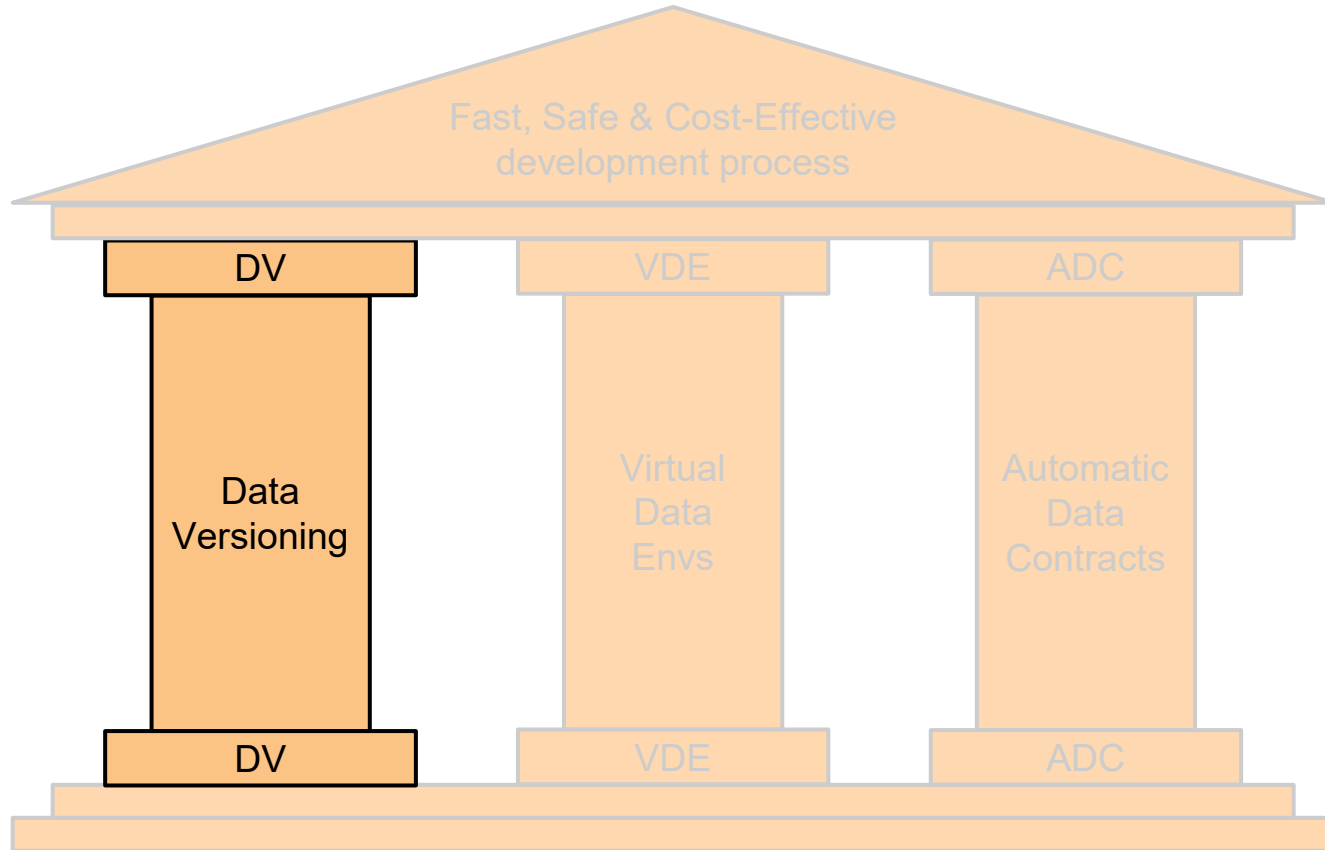 Fast, Safe & Cost-Effective
development process
DV
VDE
ADC
Data
Versioning
Virtual
Data
Envs
Automatic
Data
Contracts
DV
VDE
ADC